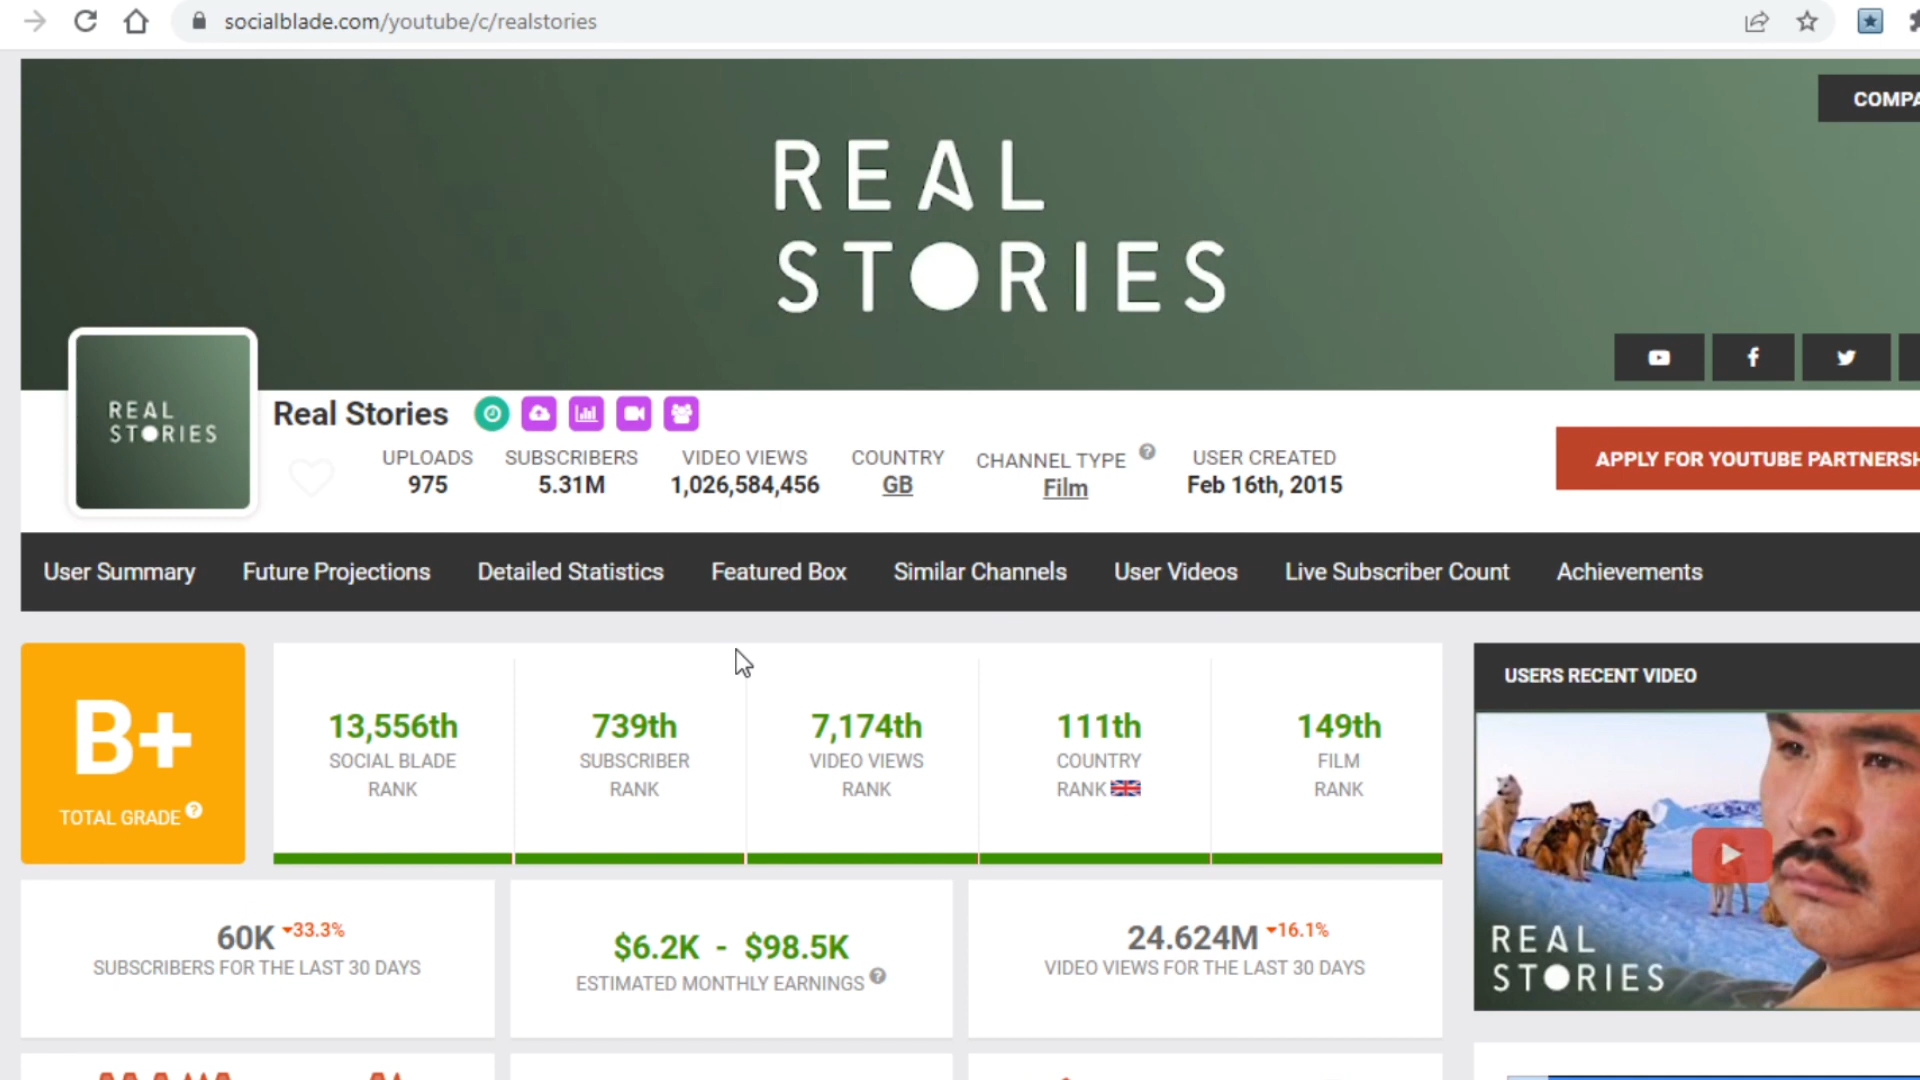 socialblade.com/youtube/c/realstories
REAL
STORIES
REAL
STORIES
Real Stories
UPLOADS
975
SUBSCRIBERS
5.31M
VIDEO VIEWS
1,026,584,456
COUNTRY
GB
CHANNEL TYPE ?
Film
USER CREATED
Feb 16th, 2015
User Summary
Future Projections
Detailed Statistics
Featured Box
Similar Channels
User Videos
Live Subscriber Count
Achievements
B+
TOTAL GRADE ?
13,556th
SOCIAL BLADE
RANK
739th
SUBSCRIBER
RANK
7,174th
VIDEO VIEWS
RANK
111th
COUNTRY
RANK
149th
FILM
RANK
60K 33.3%
SUBSCRIBERS FOR THE LAST 30 DAYS
$6.2K - $98.5K
ESTIMATED MONTHLY EARNINGS ?
24.624M 16.1%
VIDEO VIEWS FOR THE LAST 30 DAYS
APPLY FOR YOUTUBE
USERS RECENT VIDEO
REAL
STORIES